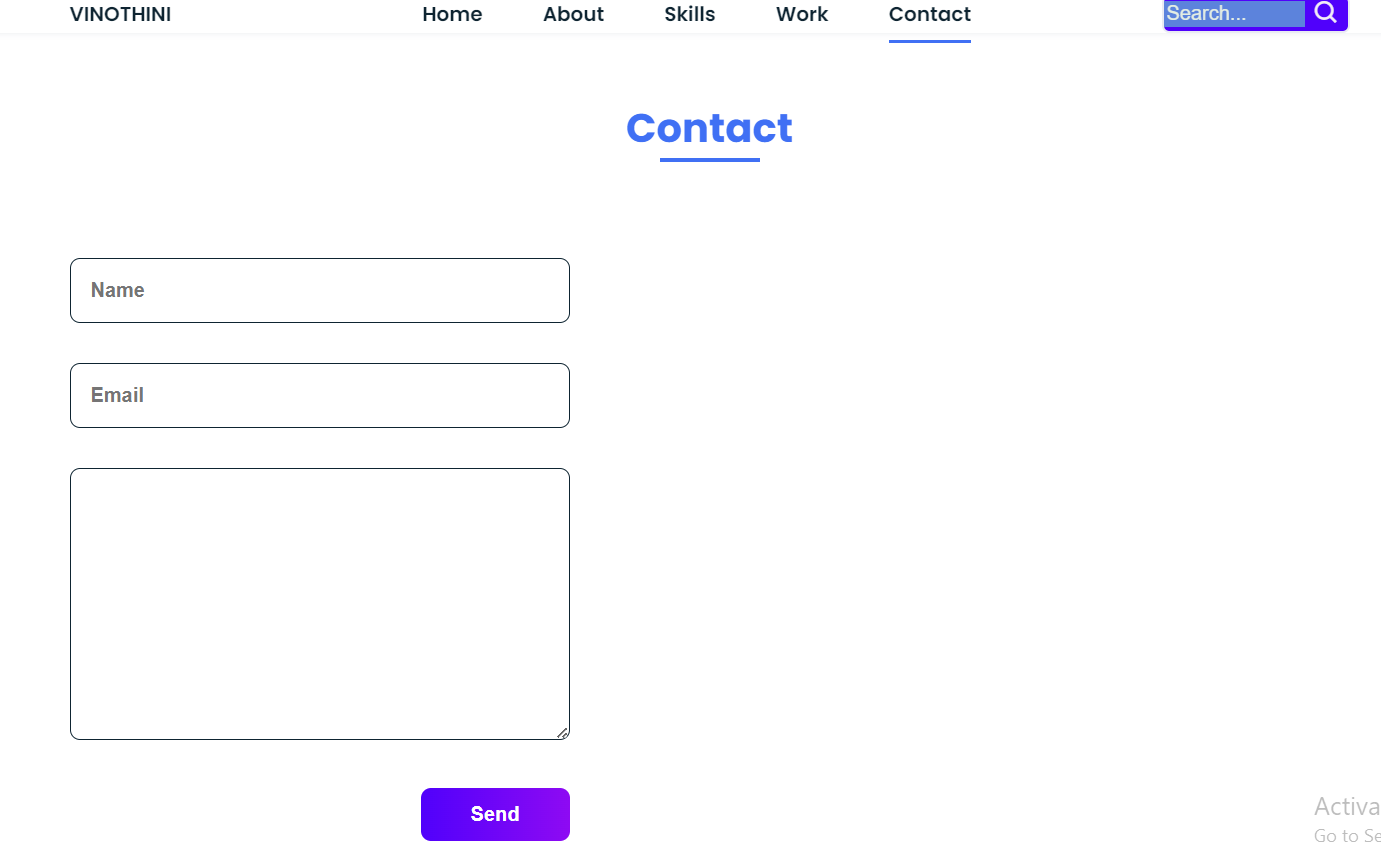 VINOTHINI Home About Skills Work Contact Search...
Contact
Name
Email
Send
Activa
Go to Se